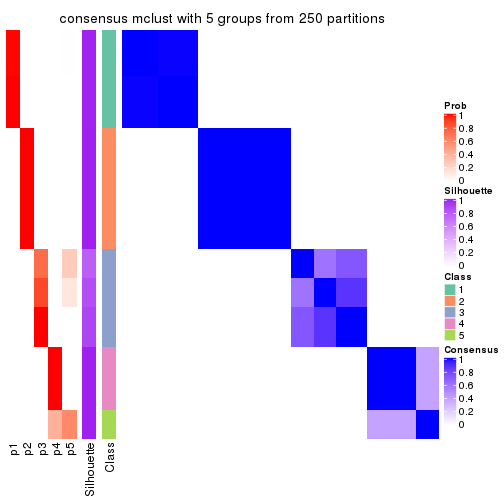 consensus mclust with 5 groups from 250 partitions
p1
p2
p3
p4
p5
Silhouette
Class
Prob
1
0.8
0.6
0.4
0.2
0
Silhouette
1
0.8
0.6
0.4
0.2
0
Class
1
2
3
4
5
Consensus
1
0.8
0.6
0.4
0.2
0